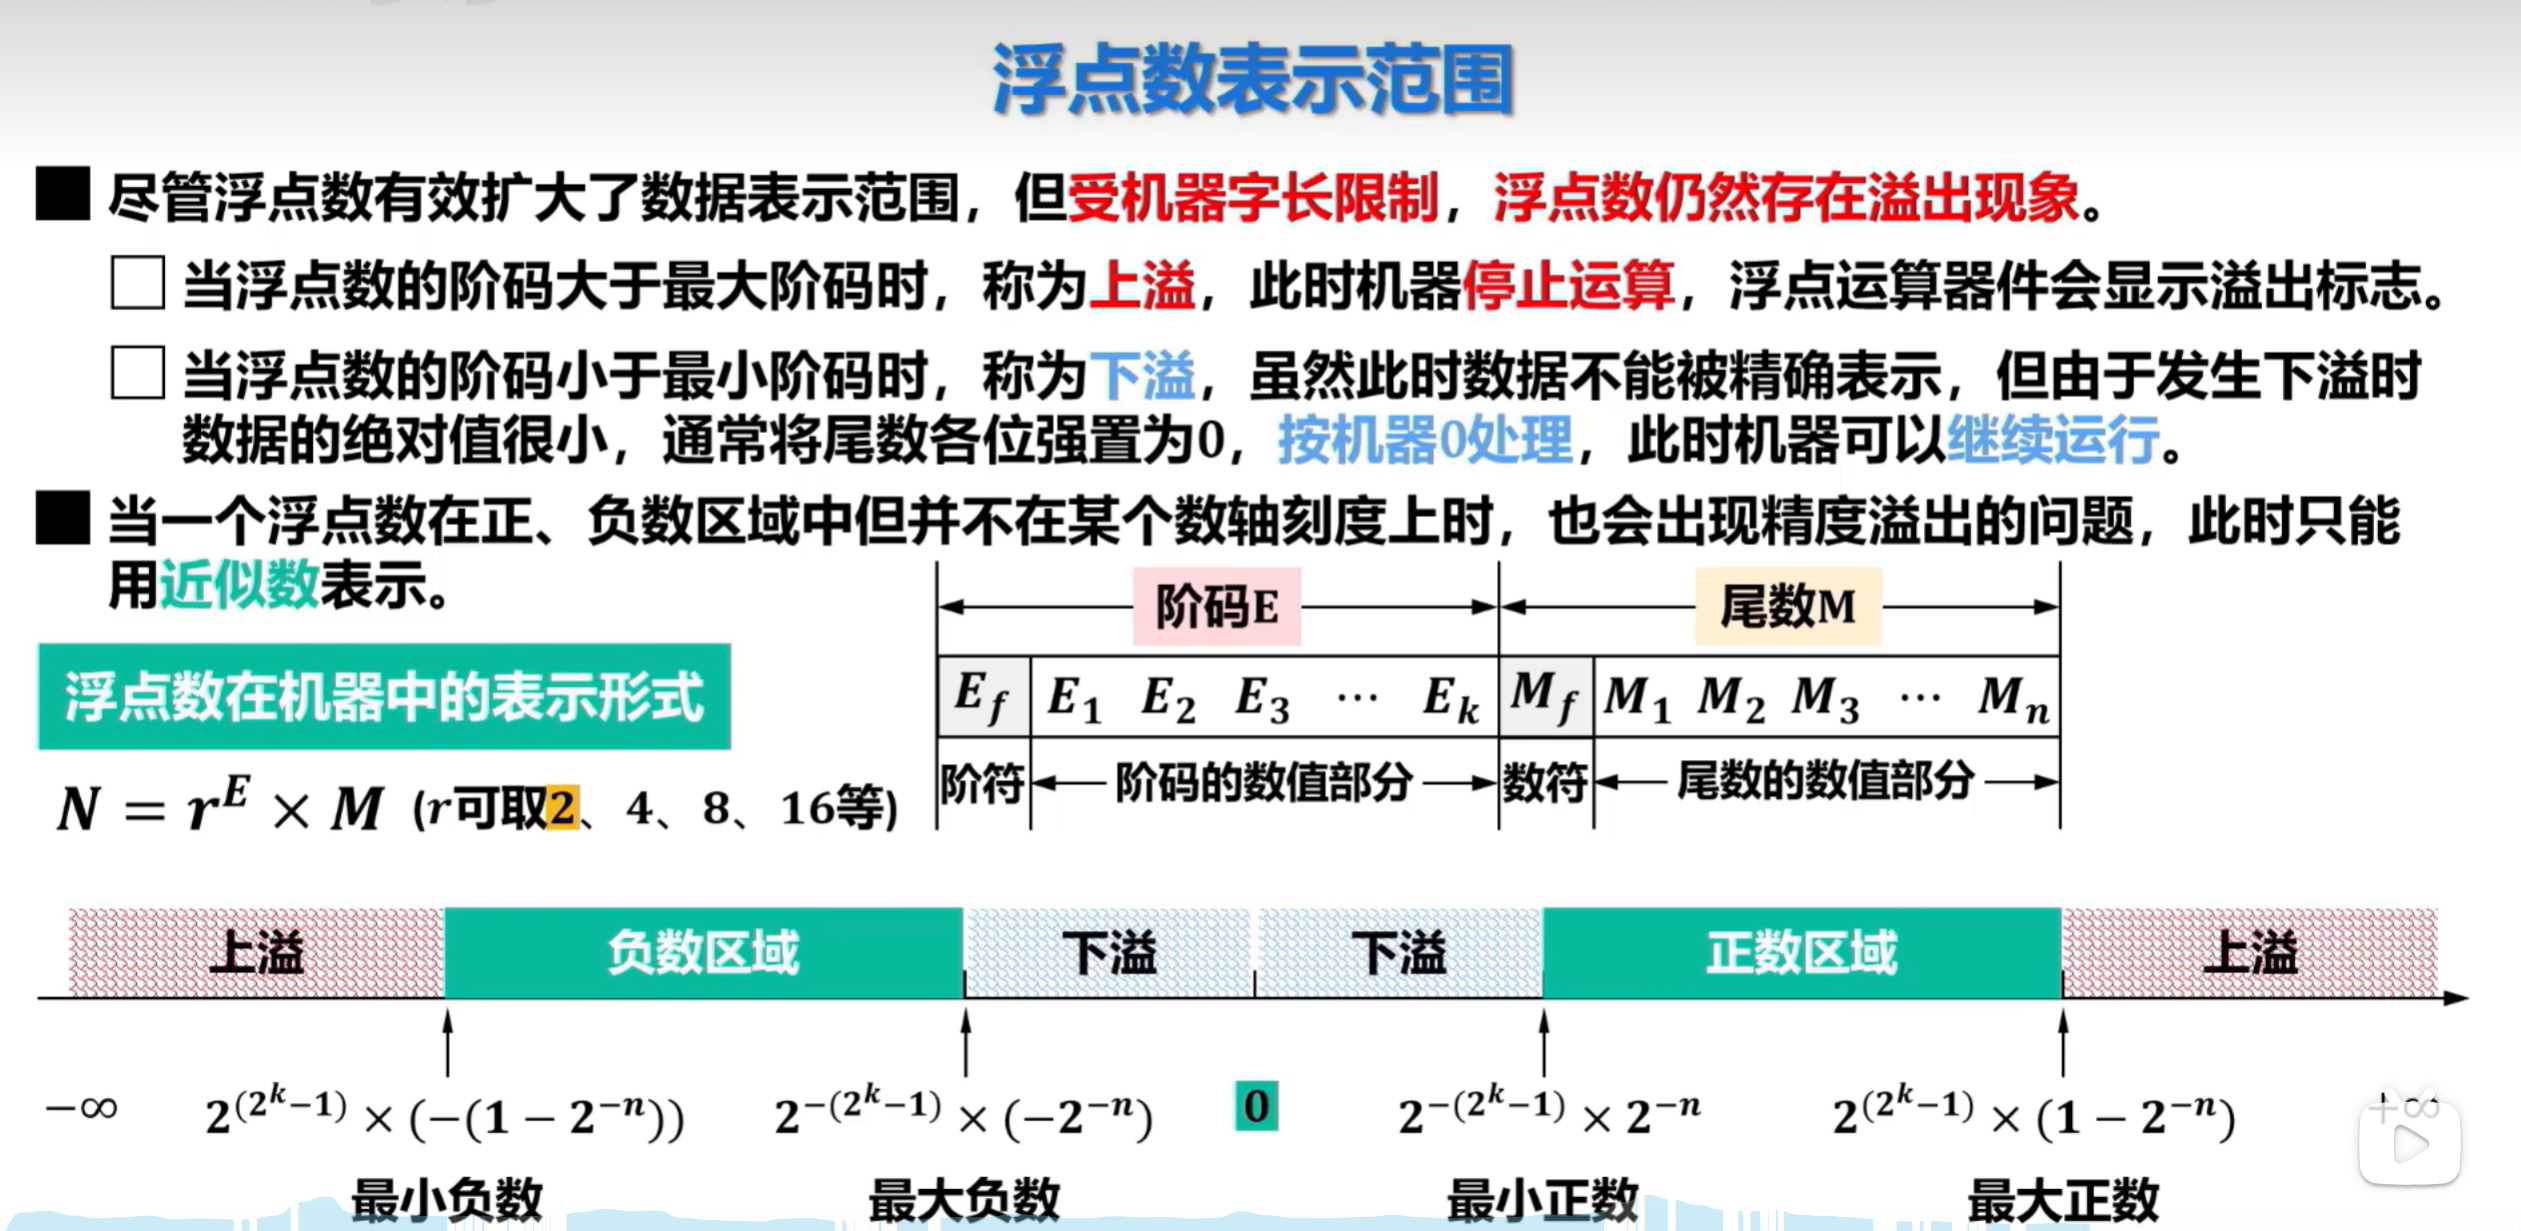 浮点数表示范围
尽管浮点数有效扩大了数据表示范围，但受机器字长限制，浮点数仍然存在溢出现象。
当浮点数的阶码大于最大阶码时，称为上溢，此时机器停止运算，浮点运算器件会显示溢出标志。
当浮点数的阶码小于最小阶码时，称为下溢，虽然此时数据不能被精确表示，但由于发生下溢时
数据的绝对值很小，通常将尾数各位强置为0，按机器0处理，此时机器可以继续运行。
当一个浮点数在正、负数区域中但并不在某个数轴刻度上时，也会出现精度溢出的问题，此时只能
用近似数表示。
阶码E 尾数M
浮点数在机器中的表示形式
E_f E_1 E_2 E_3 ⋯ E_k M_f M_1 M_2 M_3 ⋯ M_n
阶符 阶码的数值部分 数符 尾数的数值部分
N = r^E × M (r可取2、4、8、16等)
上溢 负数区域 下溢 下溢 正数区域 上溢
−∞ 2^(2^k−1) × (−(1 − 2^−n)) 2^−(2^k−1) × (−2^−n) 0 2^−(2^k−1) × 2^−n 2^(2^k−1) × (1 − 2^−n) +∞
最小负数 最大负数 最小正数 最大正数